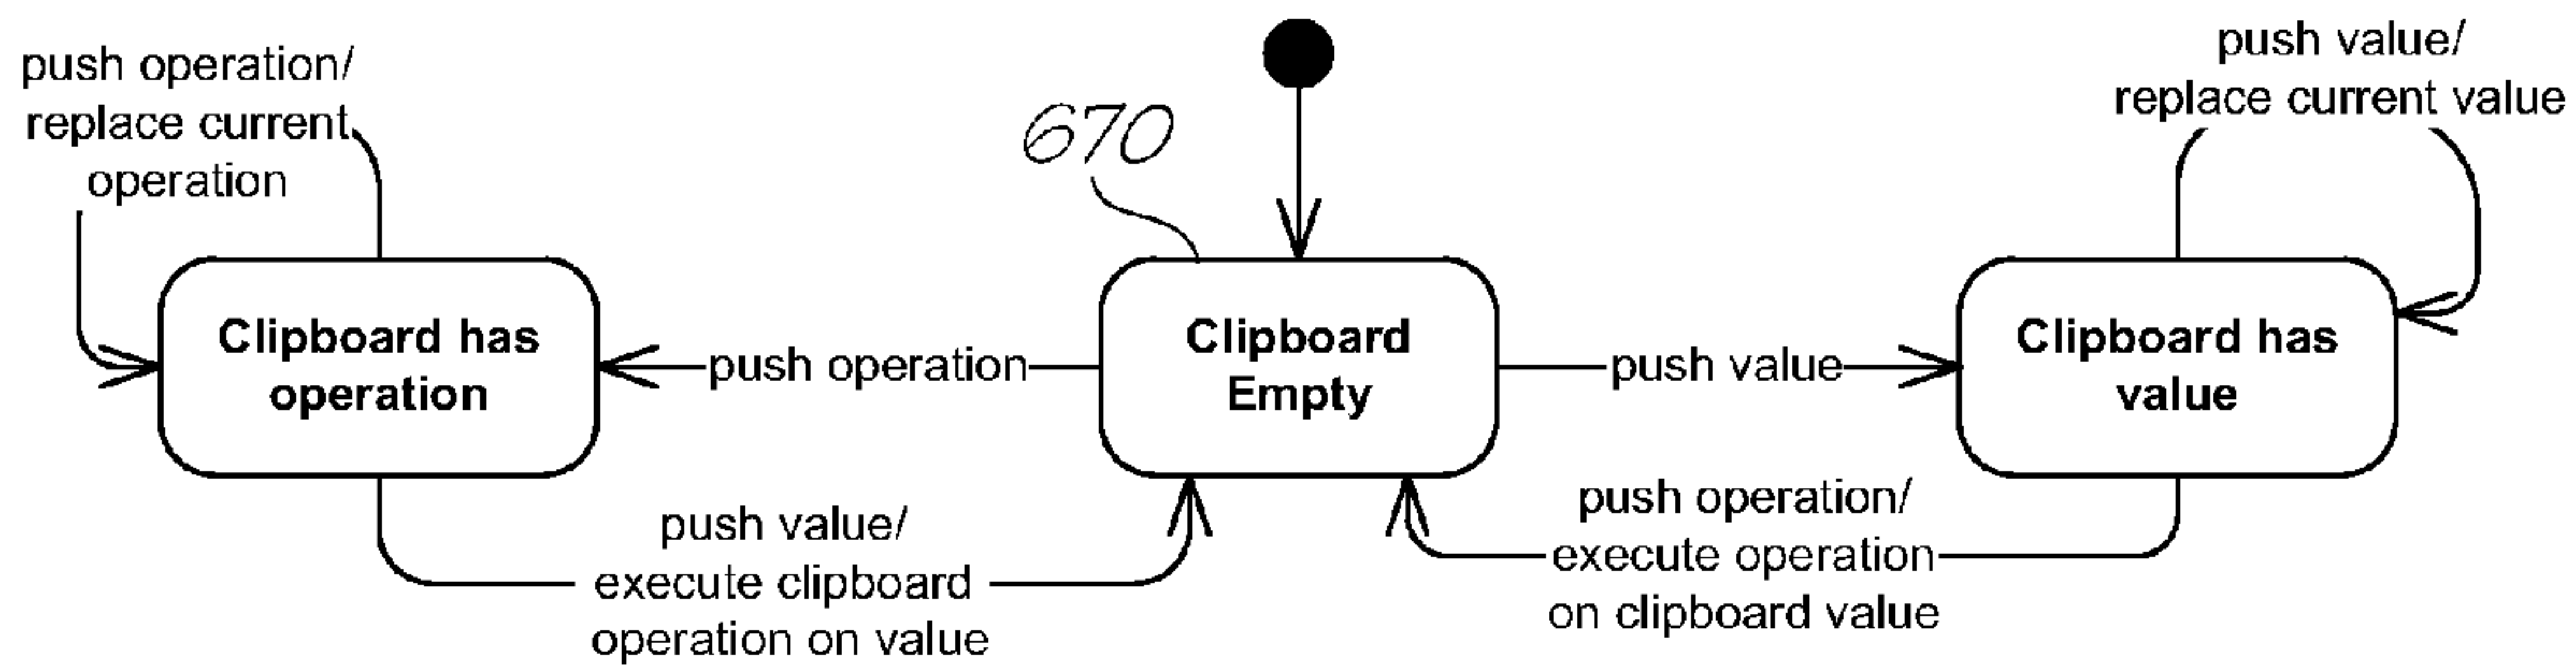 push operation/
replace current
operation
670
push value/
replace current value
Clipboard has
operation
push operation
Clipboard
Empty
push value
Clipboard has
value
push value/
execute clipboard
operation on value
push operation/
execute operation
on clipboard value